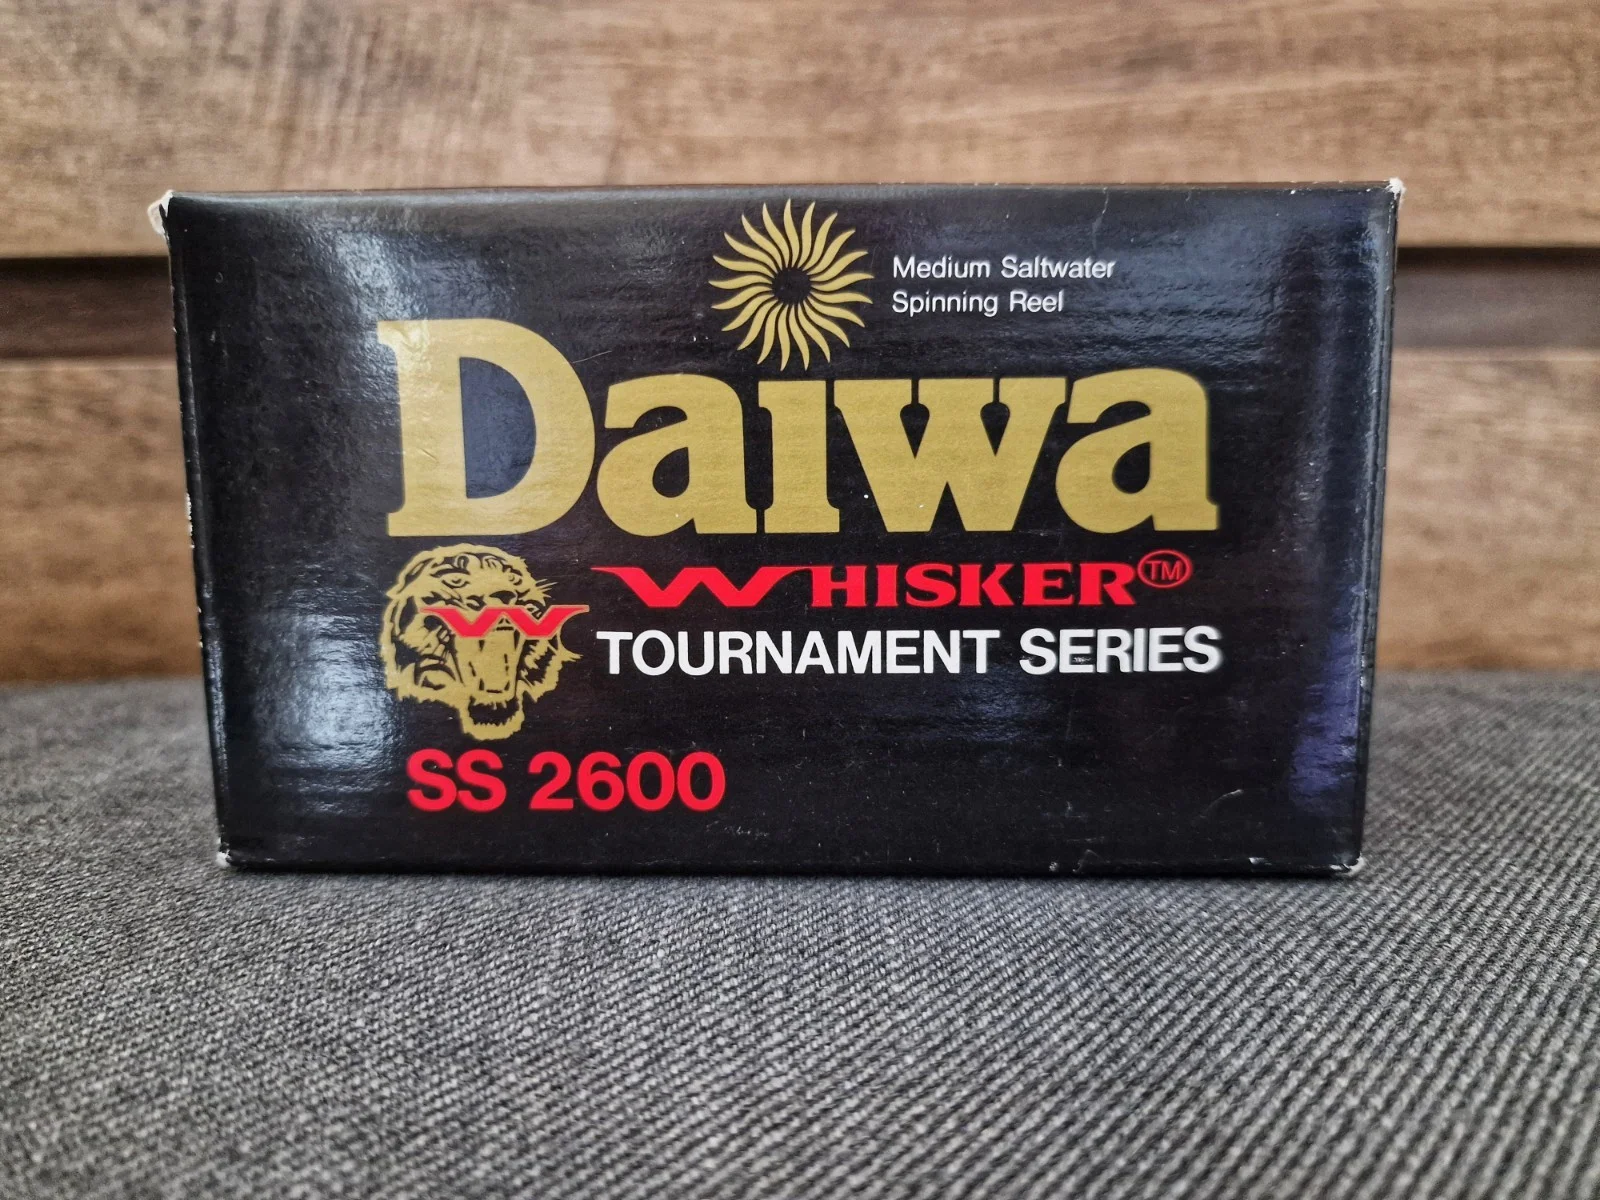 Medium Saltwater
Spinning Reel
Daiwa
W
WHISKER™
TOURNAMENT SERIES
SS 2600